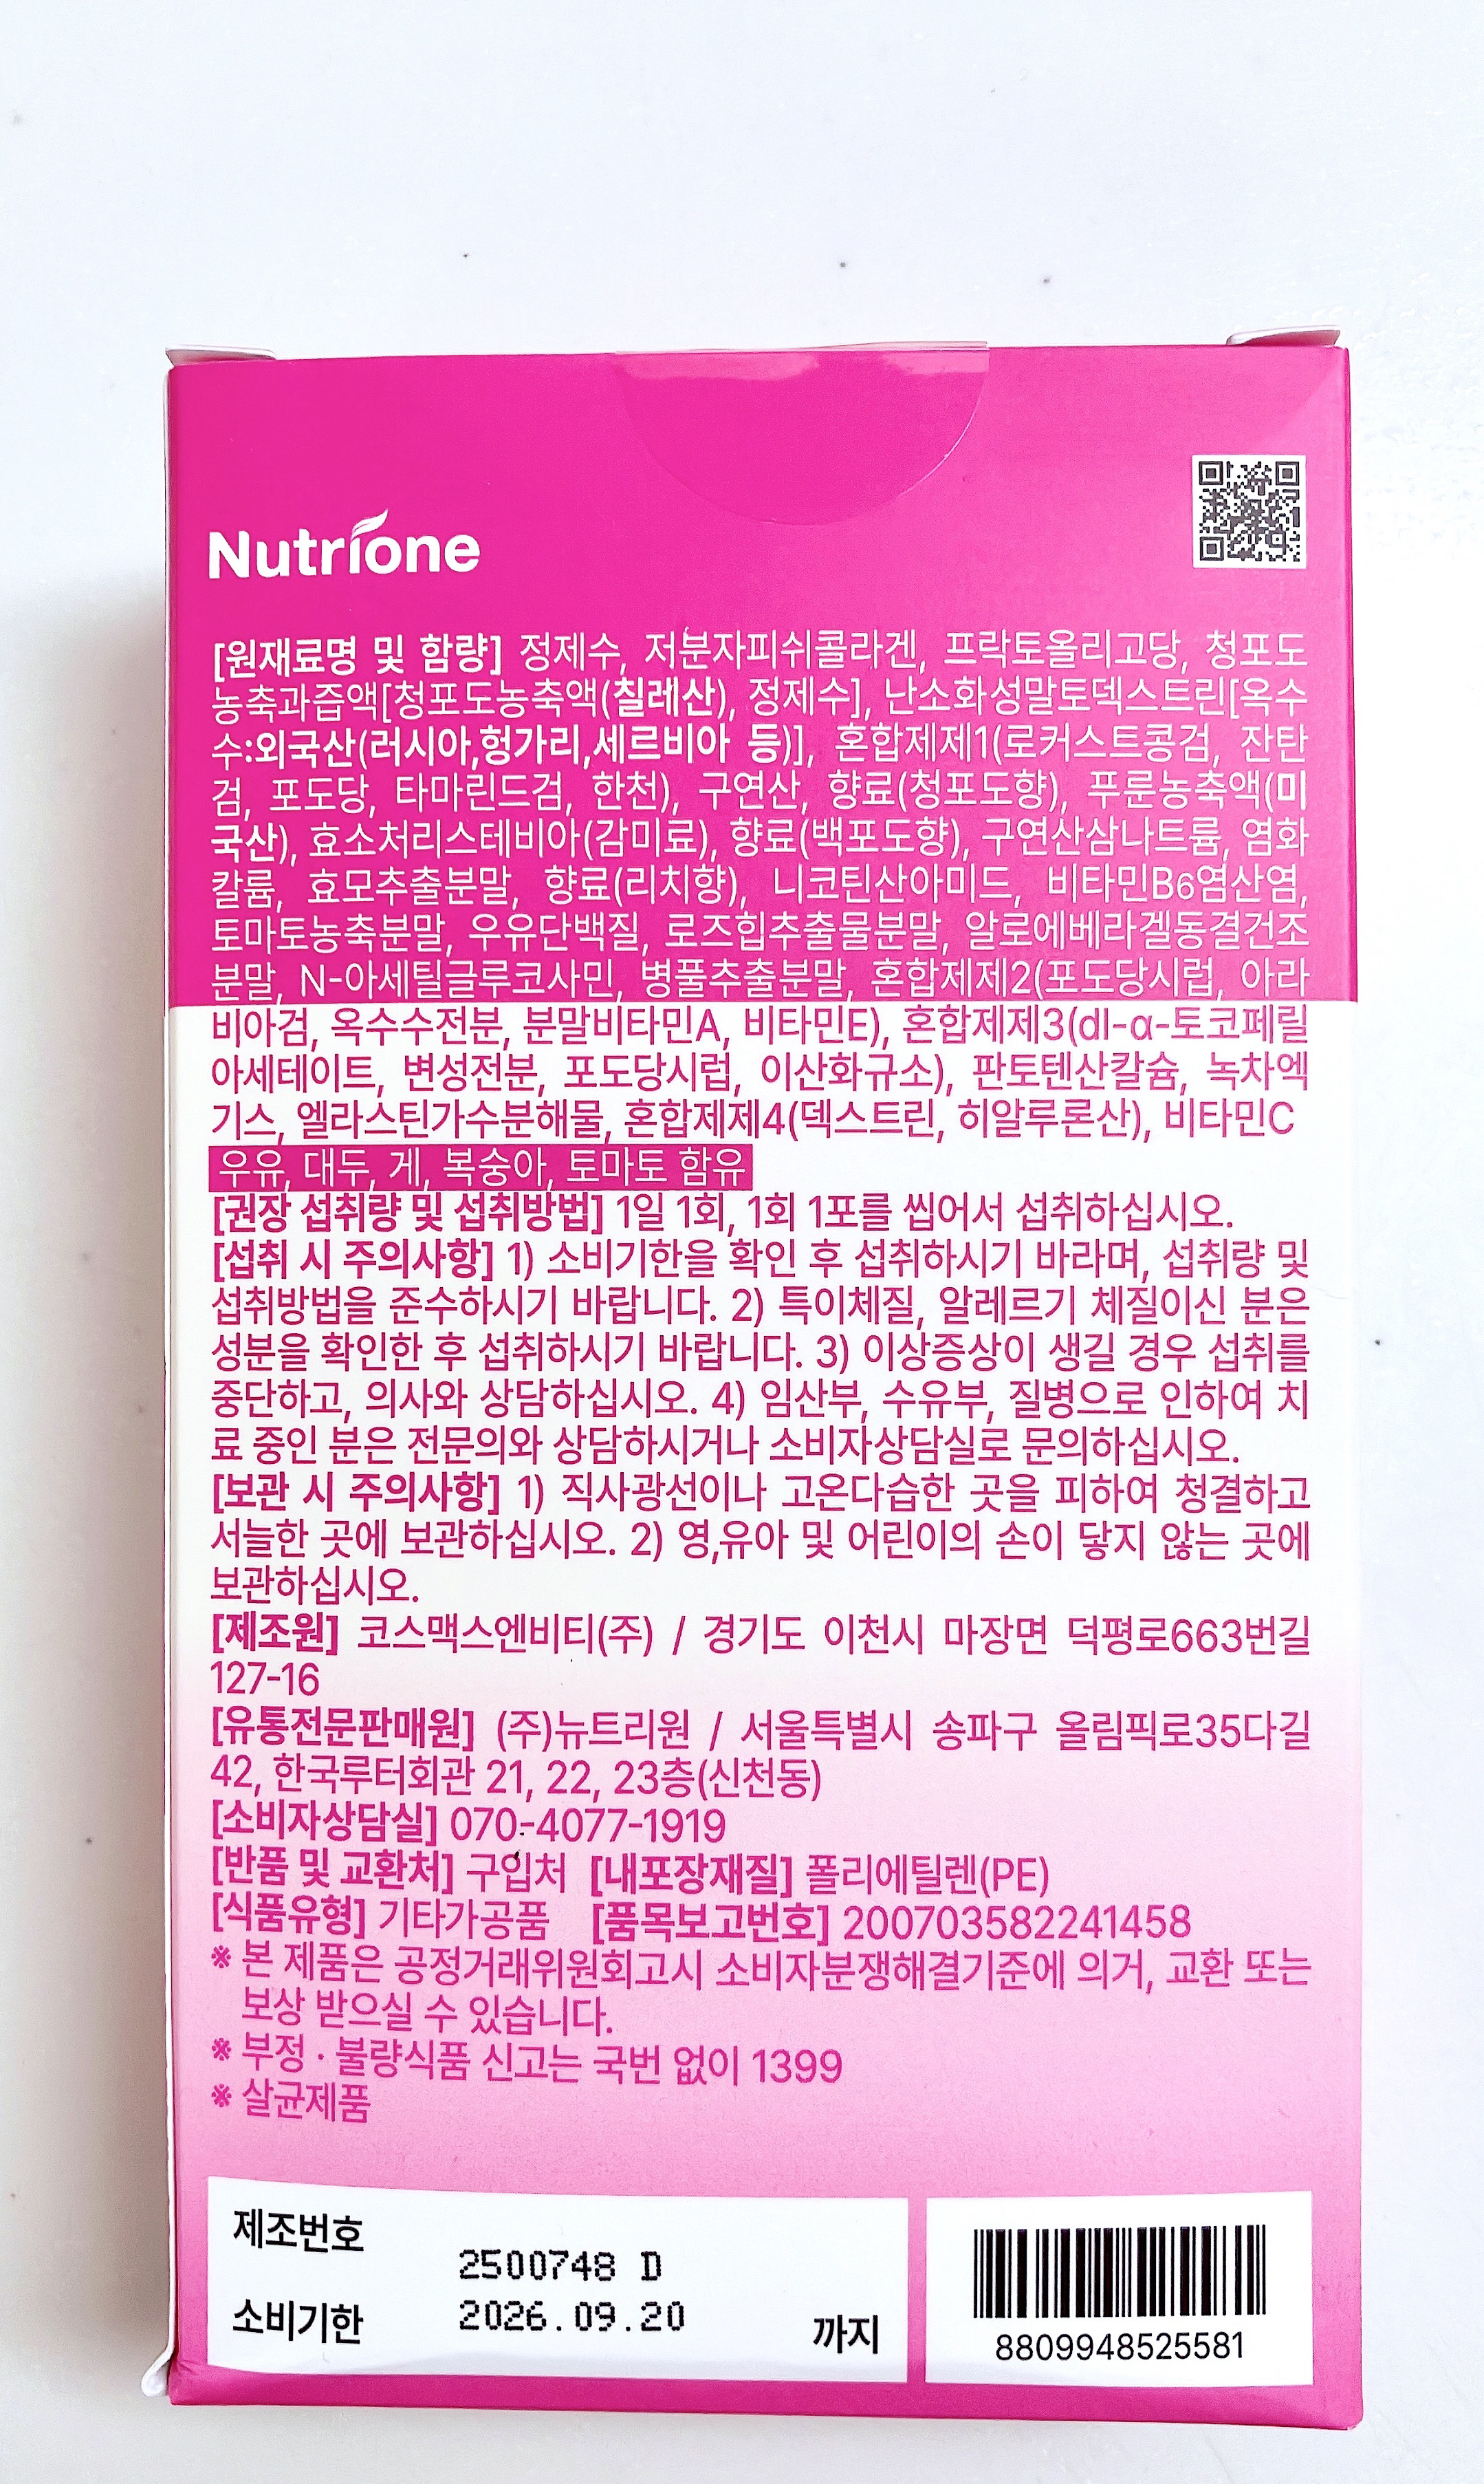 Nutrione
[원재료명 및 함량] 정제수, 저분자피쉬콜라겐, 프락토올리고당, 청포도
농축과즙액[청포도농축액(칠레산), 정제수], 난소화성말토덱스트린[옥수
수:외국산(러시아,헝가리,세르비아 등)], 혼합제제1(로커스트콩검, 잔탄
검, 포도당, 타마린드검, 한천), 구연산, 향료(청포도향), 푸룬농축액(미
국산), 효소처리스테비아(감미료), 향료(백포도향), 구연산삼나트륨, 염화
칼륨, 효모추출분말, 향료(리치향), 니코틴산아미드, 비타민B6염산염,
토마토농축분말, 우유단백질, 로즈힙추출물분말, 알로에베라겔동결건조
분말, N-아세틸글루코사민, 병풀추출분말, 혼합제제2(포도당시럽, 아라
비아검, 옥수수전분, 분말비타민A, 비타민E), 혼합제제3(dl-α-토코페릴
아세테이트, 변성전분, 포도당시럽, 이산화규소), 판토텐산칼슘, 녹차엑
기스, 엘라스틴가수분해물, 혼합제제4(덱스트린, 히알루론산), 비타민C
우유, 대두, 게, 복숭아, 토마토 함유
[권장 섭취량 및 섭취방법] 1일 1회, 1회 1포를 씹어서 섭취하십시오.
[섭취 시 주의사항] 1) 소비기한을 확인 후 섭취하시기 바라며, 섭취량 및
섭취방법을 준수하시기 바랍니다. 2) 특이체질, 알레르기 체질이신 분은
성분을 확인한 후 섭취하시기 바랍니다. 3) 이상증상이 생길 경우 섭취를
중단하고, 의사와 상담하십시오. 4) 임산부, 수유부, 질병으로 인하여 치
료 중인 분은 전문의와 상담하시거나 소비자상담실로 문의하십시오.
[보관 시 주의사항] 1) 직사광선이나 고온다습한 곳을 피하여 청결하고
서늘한 곳에 보관하십시오. 2) 영,유아 및 어린이의 손이 닿지 않는 곳에
보관하십시오.
[제조원] 코스맥스엔비티(주) / 경기도 이천시 마장면 덕평로663번길
127-16
[유통전문판매원] (주)뉴트리원 / 서울특별시 송파구 올림픽로35다길
42, 한국루터회관 21, 22, 23층(신천동)
[소비자상담실] 070-4077-1919
[반품 및 교환처] 구입처 [내포장재질] 폴리에틸렌(PE)
[식품유형] 기타가공품 [품목보고번호] 200703582241458
※ 본 제품은 공정거래위원회고시 소비자분쟁해결기준에 의거, 교환 또는
보상 받으실 수 있습니다.
※ 부정 · 불량식품 신고는 국번 없이 1399
※ 살균제품
제조번호 2500748 D
소비기한 2026.09.20 까지
8809948525581